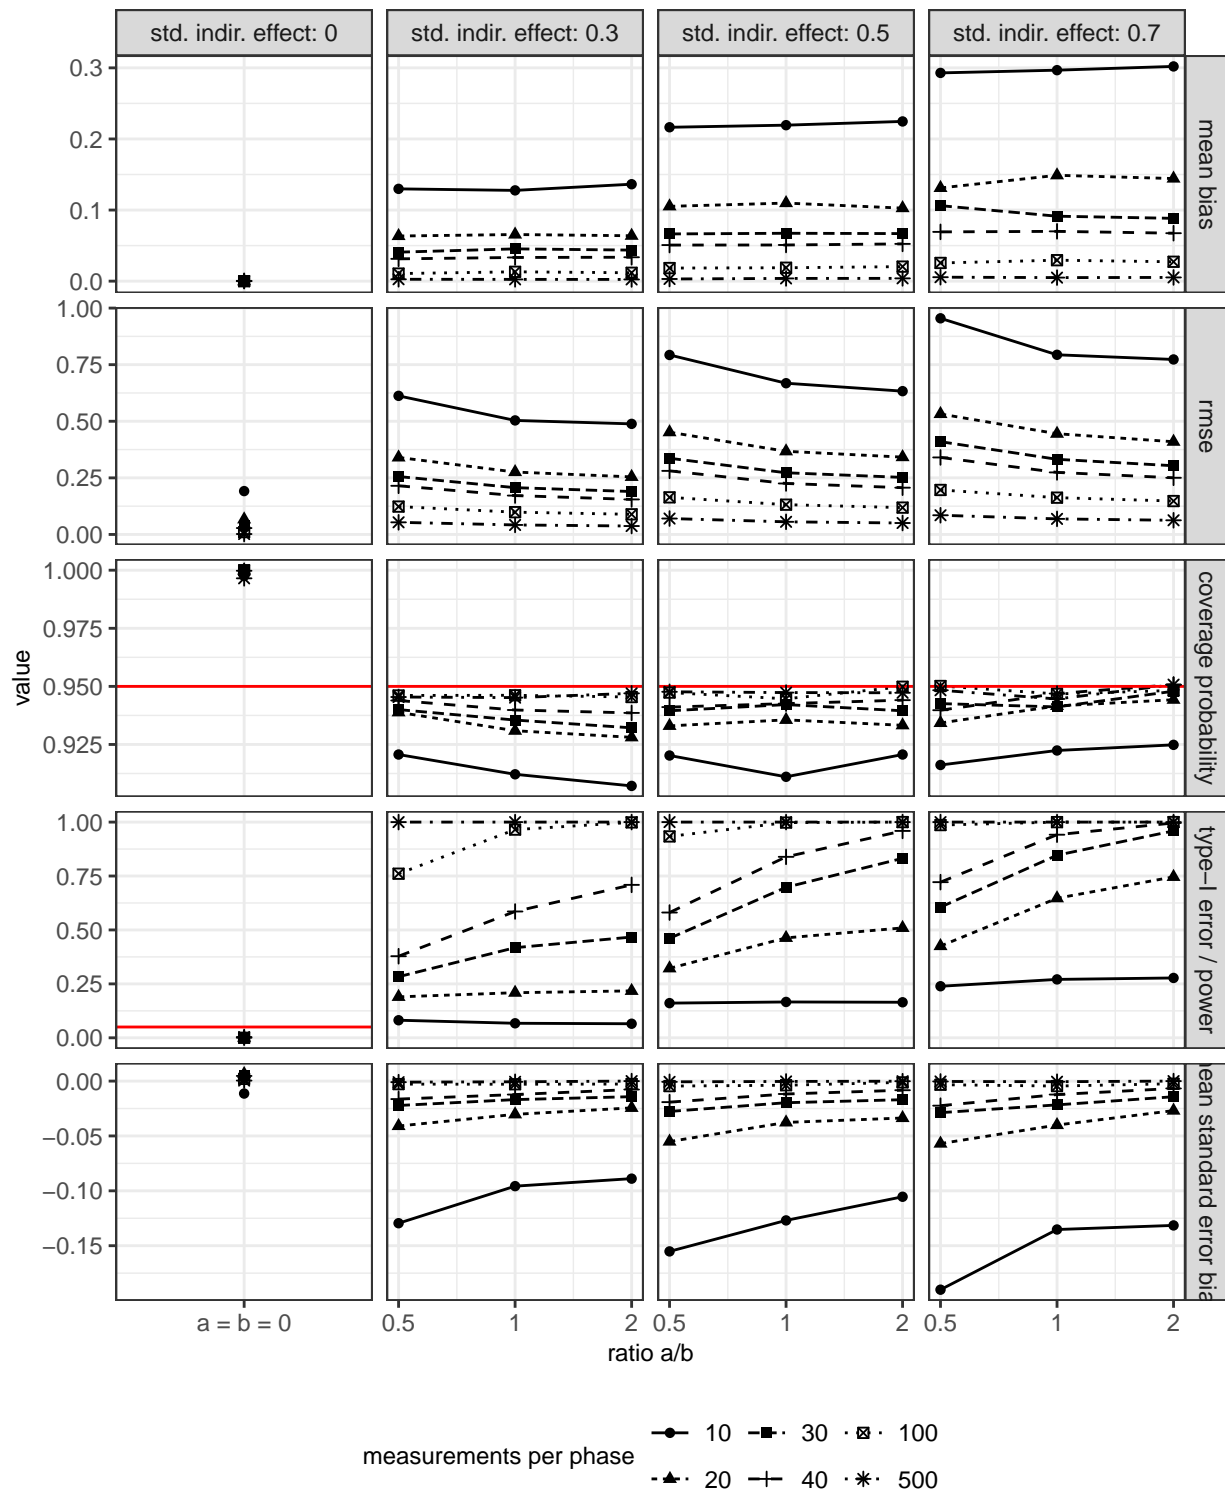 std. indir. effect: 0
std. indir. effect: 0.3
std. indir. effect: 0.5
std. indir. effect: 0.7
0.3
0.2
0.1
0.0
mean bias
1.00
0.75
0.50
0.25
0.00
rmse
1.000
0.975
0.950
0.925
coverage probability
value
1.00
0.75
0.50
0.25
0.00
type−I error / power
0.00
−0.05
−0.10
−0.15
ean standard error bia
a = b = 0
0.5 1 2
0.5 1 2
0.5 1 2
ratio a/b
measurements per phase
10 30 100
20 40 500